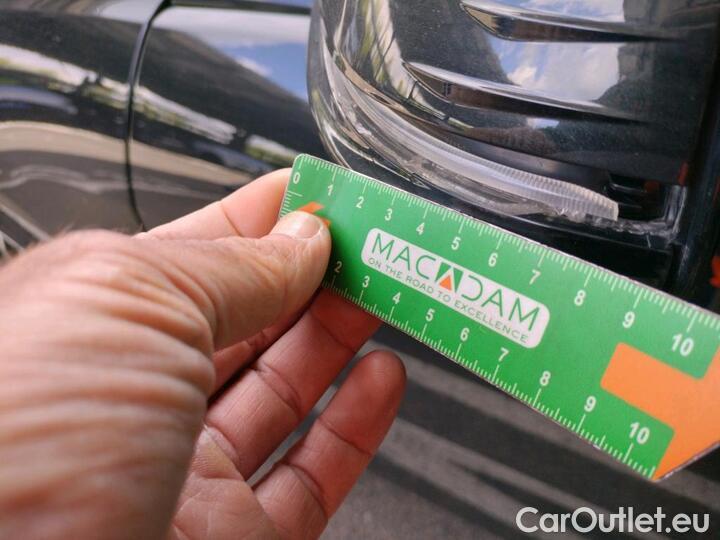 0 1 2 3 4 5 6 7 8 9 10
MACADAM
ON THE ROAD TO EXCELLENCE
2 3 4 5 6 7 8 9 10
CarOutlet.eu